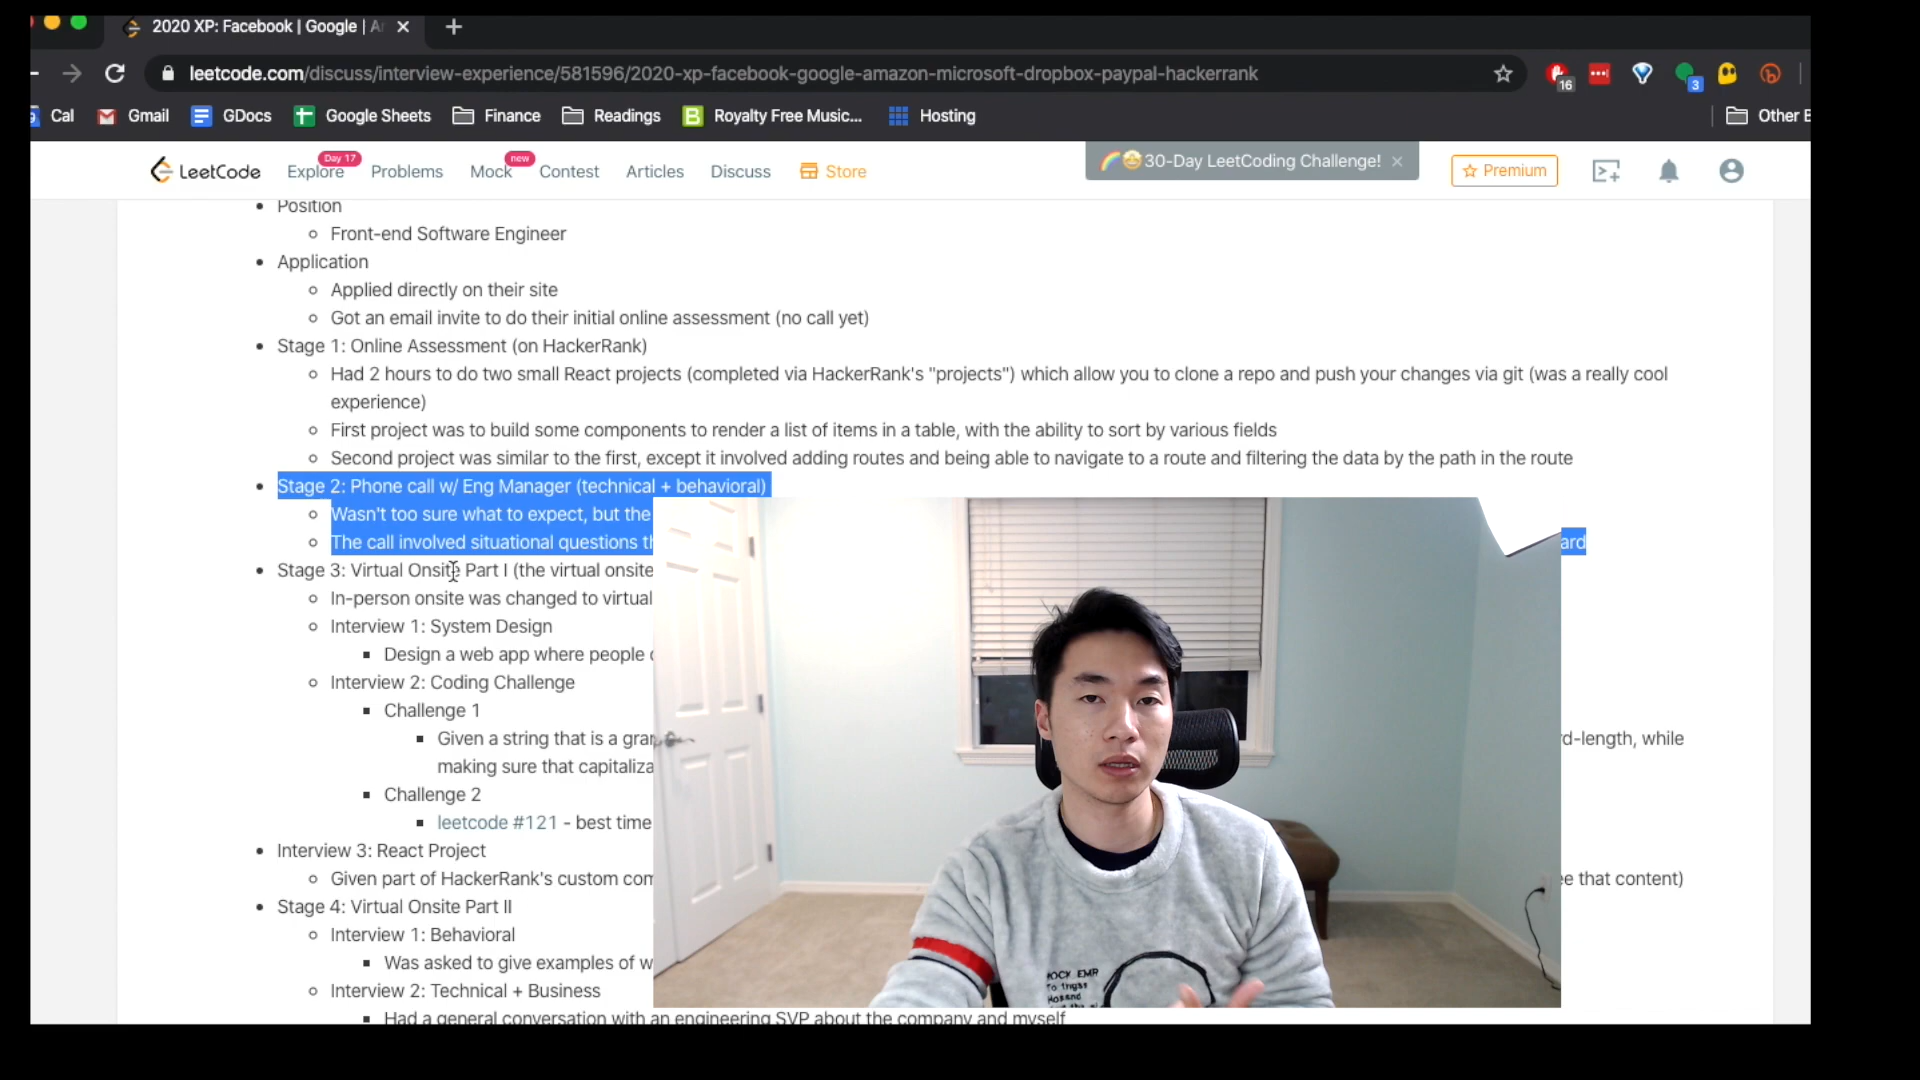 2020 XP: Facebook | Google |
leetcode.com/discuss/interview-experience/581596/2020-xp-facebook-google-amazon-microsoft-dropbox-paypal-hackerrank
16
3
Cal Gmail GDocs Google Sheets Finance Readings Royalty Free Music... Hosting Other
LeetCode Explore Day 17 Problems Mock new Contest Articles Discuss Store 30-Day LeetCoding Challenge! Premium
Position
Front-end Software Engineer
Application
Applied directly on their site
Got an email invite to do their initial online assessment (no call yet)
Stage 1: Online Assessment (on HackerRank)
Had 2 hours to do two small React projects (completed via HackerRank's "projects") which allow you to clone a repo and push your changes via git (was a really cool
experience)
First project was to build some components to render a list of items in a table, with the ability to sort by various fields
Second project was similar to the first, except it involved adding routes and being able to navigate to a route and filtering the data by the path in the route
Stage 2: Phone call w/ Eng Manager (technical + behavioral)
Wasn't too sure what to expect, but the
The call involved situational questions ard
Stage 3: Virtual Onsite Part I (the virtual onsite
In-person onsite was changed to virtual
Interview 1: System Design
Design a web app where people
Interview 2: Coding Challenge
Challenge 1
Given a string that is a d-length, while
making sure that
Challenge 2
leetcode #121 - best time
Interview 3: React Project
Given part of HackerRank's custom e that content)
Stage 4: Virtual Onsite Part II
Interview 1: Behavioral
Was asked to give examples of
Interview 2: Technical + Business
Had a general conversation with an engineering SVP about the company and myself